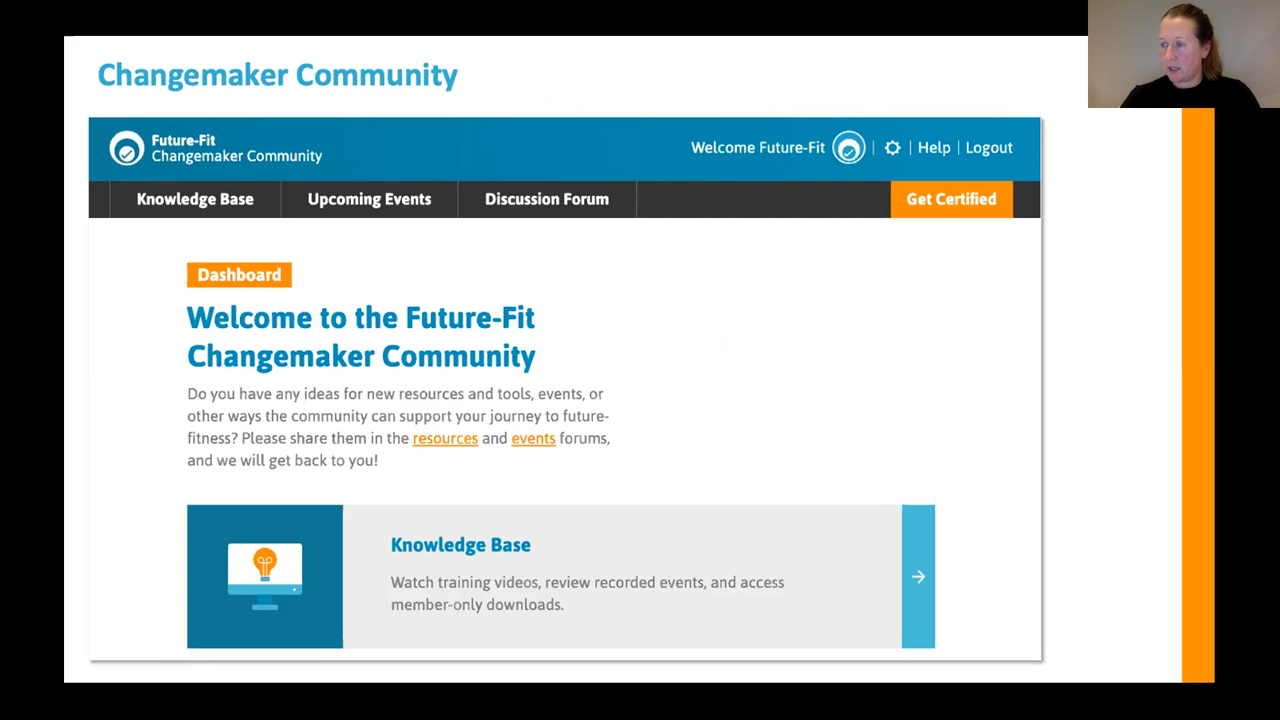 Changemaker Community
Future-Fit
Changemaker Community
Welcome Future-Fit | Help | Logout
Knowledge Base
Upcoming Events
Discussion Forum
Get Certified
Dashboard
Welcome to the Future-Fit
Changemaker Community
Do you have any ideas for new resources and tools, events, or
other ways the community can support your journey to future-
fitness? Please share them in the resources and events forums,
and we will get back to you!
Knowledge Base
Watch training videos, review recorded events, and access
member-only downloads.